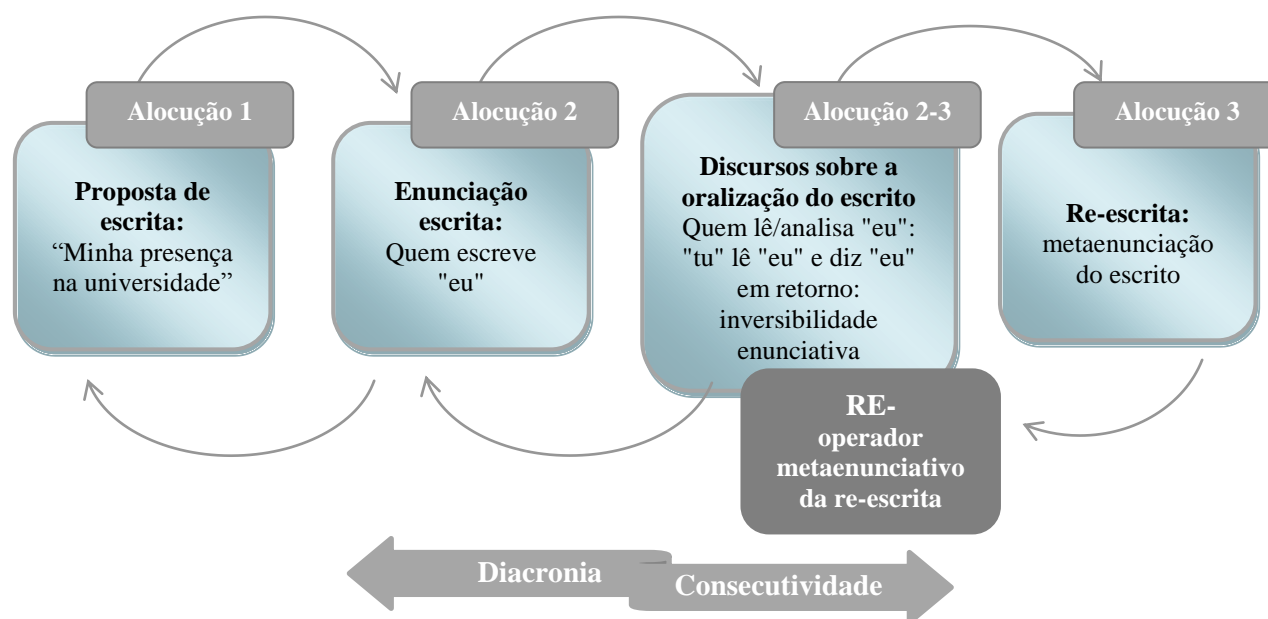 Alocução 1
Proposta de
escrita:
“Minha presença
na universidade”
Alocução 2
Enunciação
escrita:
Quem escreve
"eu"
Alocução 2-3
Discursos sobre a
oralização do escrito
Quem lê/analisa "eu":
"tu" lê "eu" e diz "eu"
em retorno:
inversibilidade
enunciativa
Alocução 3
Re-escrita:
metaenunciação
do escrito
RE-
operador
metaenunciativo
da re-escrita
Diacronia
Consecutividade